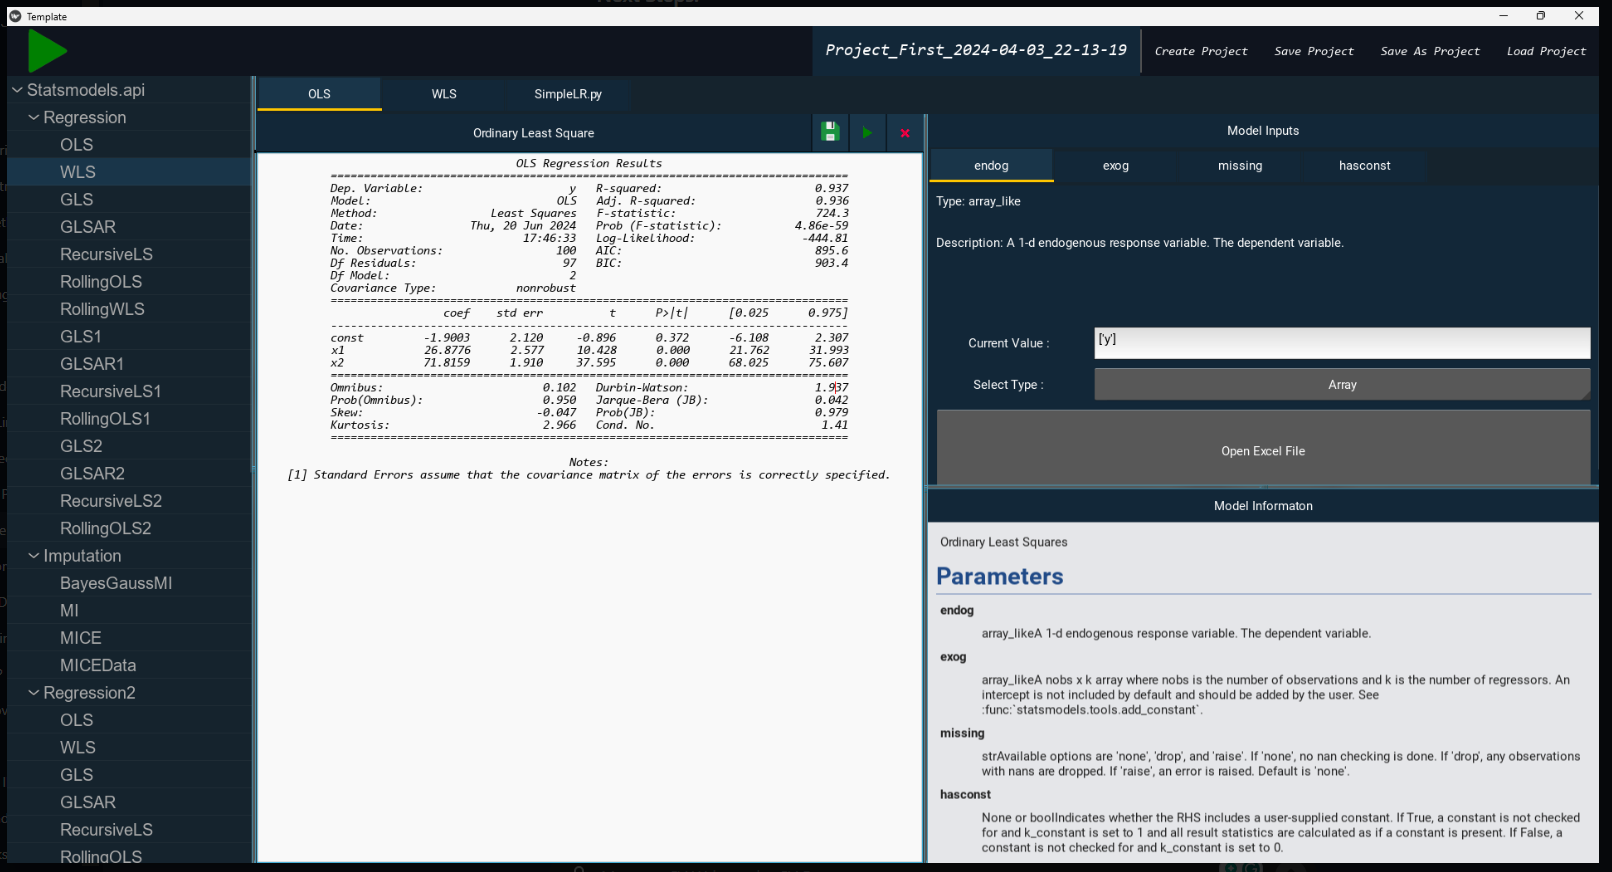 Template
Project_First_2024-04-03_22-13-19
Create Project
Save Project
Save As Project
Load Project
Statsmodels.api
Regression
OLS
WLS
GLS
GLSAR
RecursiveLS
RollingOLS
RollingWLS
GLS1
GLSAR1
RecursiveLS1
RollingOLS1
GLS2
GLSAR2
RecursiveLS2
RollingOLS2
Imputation
BayesGaussMI
MI
MICE
MICEData
Regression2
OLS
WLS
GLS
GLSAR
RecursiveLS
RollingOLS
OLS
WLS
SimpleLR.py
Ordinary Least Square
OLS Regression Results
==============================================================================
Dep. Variable: y R-squared: 0.937
Model: OLS Adj. R-squared: 0.936
Method: Least Squares F-statistic: 724.3
Date: Thu, 20 Jun 2024 Prob (F-statistic): 4.86e-59
Time: 17:46:33 Log-Likelihood: -444.81
No. Observations: 100 AIC: 895.6
Df Residuals: 97 BIC: 903.4
Df Model: 2
Covariance Type: nonrobust
==============================================================================
coef std err t P>|t| [0.025 0.975]
------------------------------------------------------------------------------
const -1.9003 2.120 -0.896 0.372 -6.108 2.307
x1 26.8776 2.577 10.428 0.000 21.762 31.993
x2 71.8159 1.910 37.595 0.000 68.025 75.607
==============================================================================
Omnibus: 0.102 Durbin-Watson: 1.937
Prob(Omnibus): 0.950 Jarque-Bera (JB): 0.042
Skew: -0.047 Prob(JB): 0.979
Kurtosis: 2.966 Cond. No. 1.41
==============================================================================
Notes:
[1] Standard Errors assume that the covariance matrix of the errors is correctly specified.
Model Inputs
endog
exog
missing
hasconst
Type: array_like
Description: A 1-d endogenous response variable. The dependent variable.
Current Value :
['y']
Select Type :
Array
Open Excel File
Model Informaton
Ordinary Least Squares
Parameters
endog
array_likeA 1-d endogenous response variable. The dependent variable.
exog
array_likeA nobs x k array where nobs is the number of observations and k is the number of regressors. An
intercept is not included by default and should be added by the user. See
:func:`statsmodels.tools.add_constant`.
missing
strAvailable options are 'none', 'drop', and 'raise'. If 'none', no nan checking is done. If 'drop', any observations
with nans are dropped. If 'raise', an error is raised. Default is 'none'.
hasconst
None or boolIndicates whether the RHS includes a user-supplied constant. If True, a constant is not checked
for and k_constant is set to 1 and all result statistics are calculated as if a constant is present. If False, a
constant is not checked for and k_constant is set to 0.